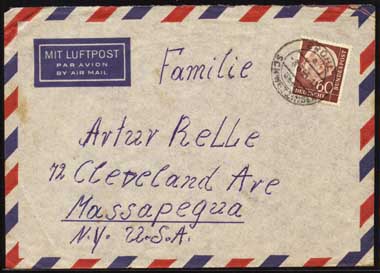 MIT LUFTPOST
PAR AVION
BY AIR MAIL
Familie
60
DEUTSCHE
BUNDESPOST
Artur Relle
72 Cleveland Ave
Massapequa
N.Y. U.S.A.